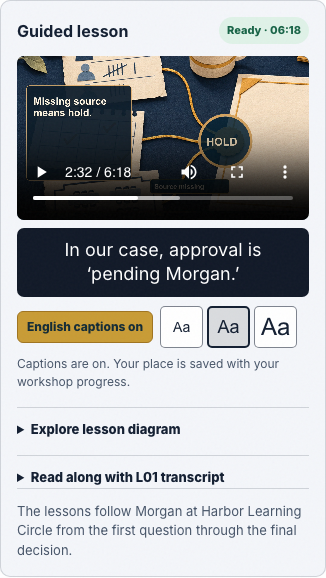 Guided lesson
Ready · 06:18
Missing source
means hold.
HOLD
Source missing
2:32 / 6:18
In our case, approval is
‘pending Morgan.’
English captions on
Aa
Aa
Aa
Captions are on. Your place is saved with your
workshop progress.
Explore lesson diagram
Read along with L01 transcript
The lessons follow Morgan at Harbor Learning
Circle from the first question through the final
decision.